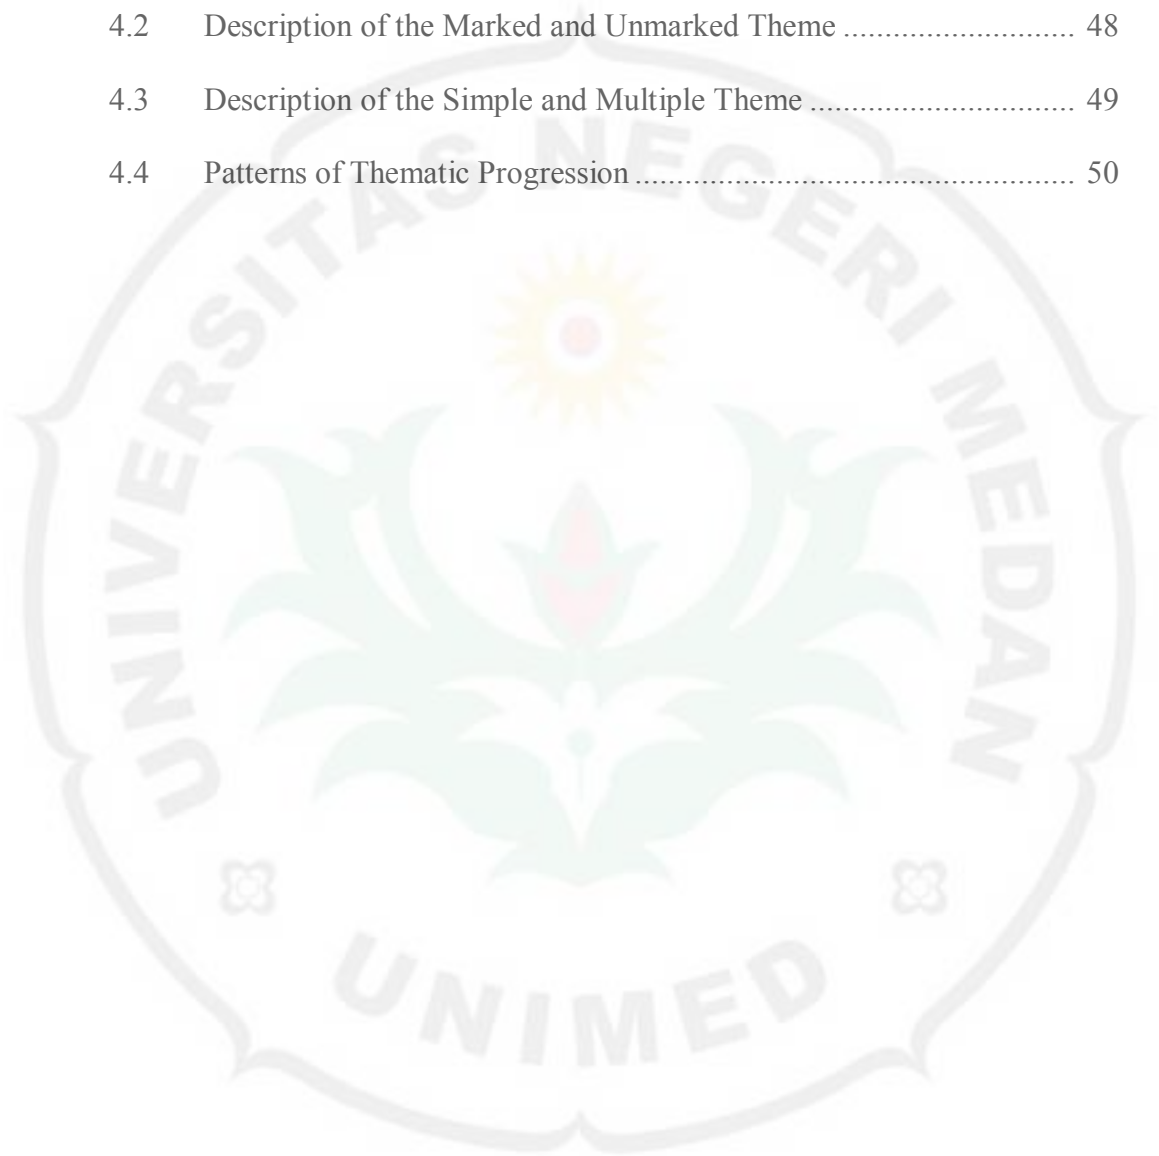 4.2 Description of the Marked and Unmarked Theme ............................ 48
4.3 Description of the Simple and Multiple Theme ................................ 49
4.4 Patterns of Thematic Progression ..................................................... 50
UNIVERSITAS NEGERI MEDAN
UNIMED